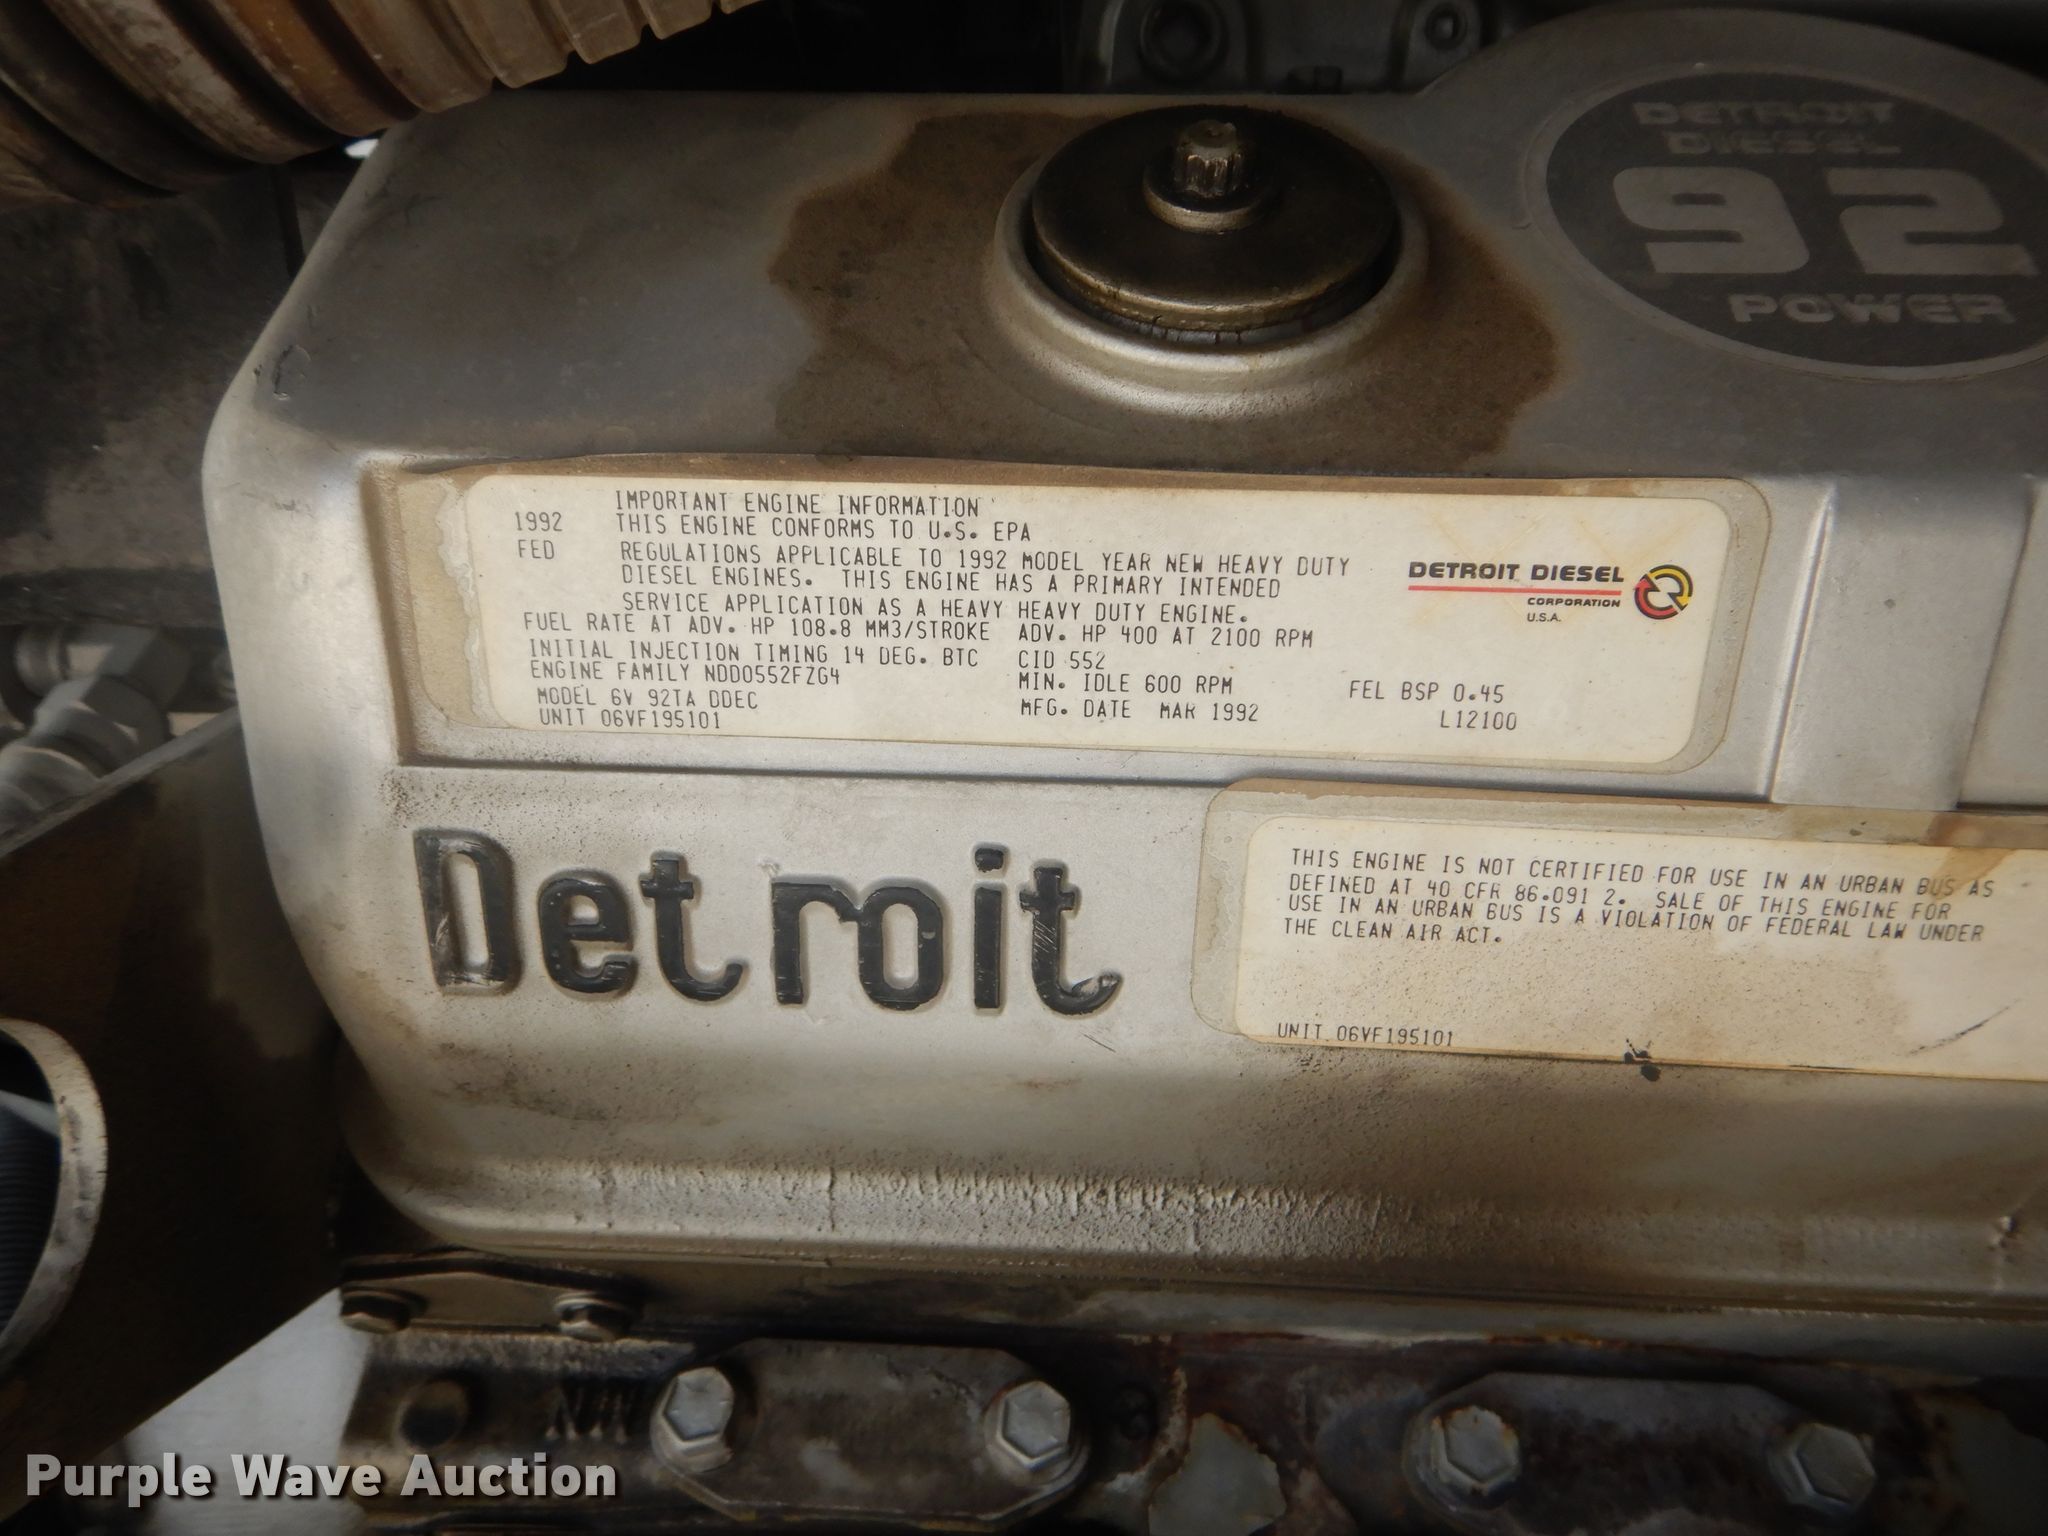 DETROIT
DIESEL
92
POWER
IMPORTANT ENGINE INFORMATION
1992 THIS ENGINE CONFORMS TO U.S. EPA
FED REGULATIONS APPLICABLE TO 1992 MODEL YEAR NEW HEAVY DUTY
DIESEL ENGINES. THIS ENGINE HAS A PRIMARY INTENDED
SERVICE APPLICATION AS A HEAVY HEAVY DUTY ENGINE.
FUEL RATE AT ADV. HP 108.8 MM3/STROKE ADV. HP 400 AT 2100 RPM
INITIAL INJECTION TIMING 14 DEG. BTC CID 552
ENGINE FAMILY NDD0552FZG4 MIN. IDLE 600 RPM FEL BSP 0.45
MODEL 6V 92TA DDEC MFG. DATE MAR 1992 L12100
UNIT 06VF195101
DETROIT DIESEL
CORPORATION
U.S.A.
Detroit
THIS ENGINE IS NOT CERTIFIED FOR USE IN AN URBAN BUS AS
DEFINED AT 40 CFR 86.091 2. SALE OF THIS ENGINE FOR
USE IN AN URBAN BUS IS A VIOLATION OF FEDERAL LAW UNDER
THE CLEAN AIR ACT.
UNIT 06VF195101
Purple Wave Auction